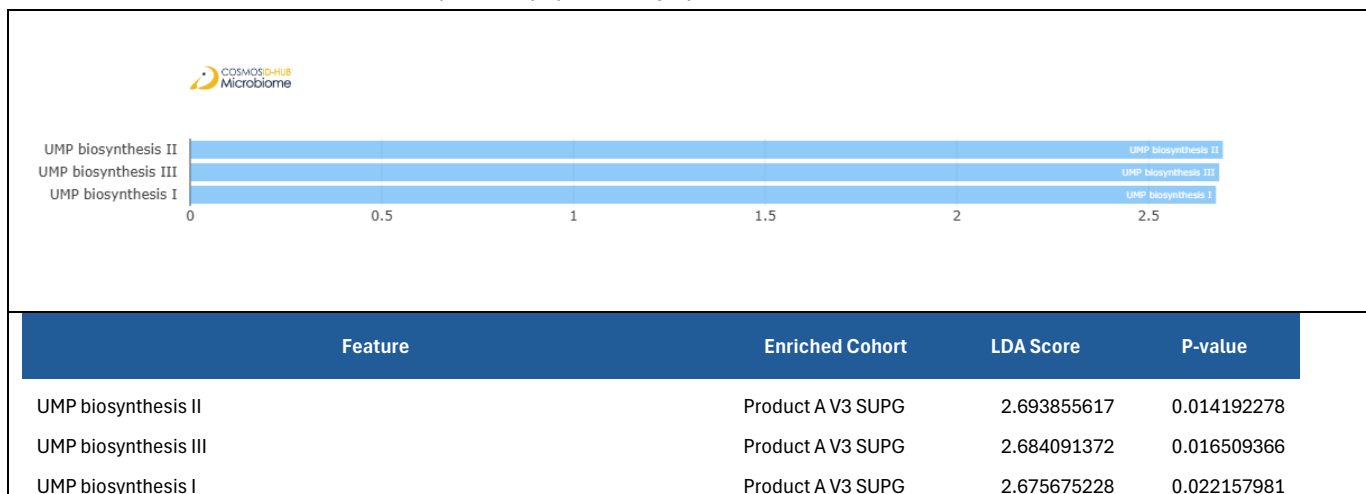 COSMOSID-HUB
Microbiome
UMP biosynthesis II
UMP biosynthesis II
UMP biosynthesis III
UMP biosynthesis III
UMP biosynthesis I
UMP biosynthesis I
0 0.5 1 1.5 2 2.5
Feature Enriched Cohort LDA Score P-value
UMP biosynthesis II Product A V3 SUPG 2.693855617 0.014192278
UMP biosynthesis III Product A V3 SUPG 2.684091372 0.016509366
UMP biosynthesis I Product A V3 SUPG 2.675675228 0.022157981